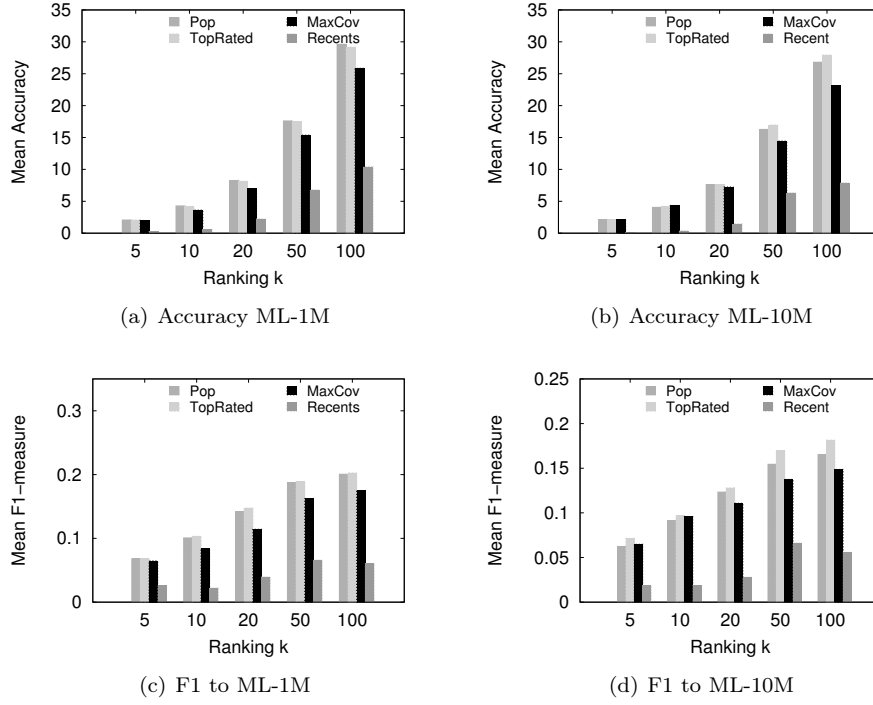 35
30
25
20
15
10
5
0
Mean Accuracy
Pop
TopRated
MaxCov
Recents
5 10 20 50 100
Ranking k
(a) Accuracy ML-1M
35
30
25
20
15
10
5
0
Mean Accuracy
Pop
TopRated
MaxCov
Recent
5 10 20 50 100
Ranking k
(b) Accuracy ML-10M
0.3
0.2
0.1
0
Mean F1-measure
Pop
TopRated
MaxCov
Recents
5 10 20 50 100
Ranking k
(c) F1 to ML-1M
0.25
0.2
0.15
0.1
0.05
0
Mean F1-measure
Pop
TopRated
MaxCov
Recent
5 10 20 50 100
Ranking k
(d) F1 to ML-10M